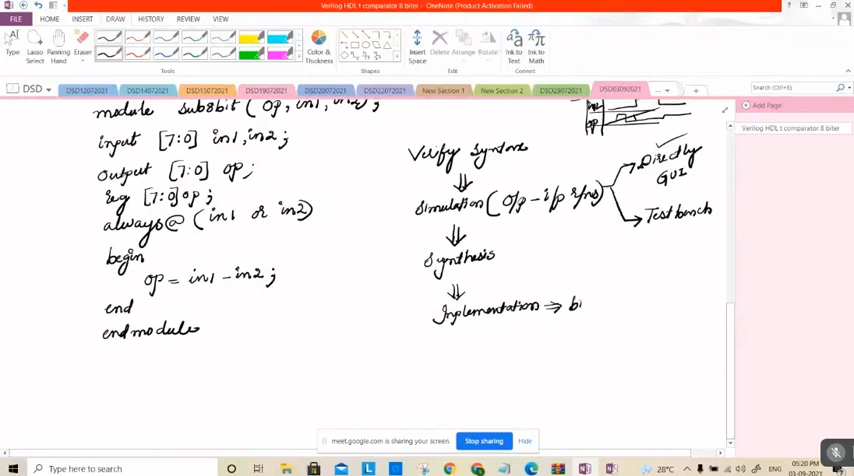 Verilog HDL t comparator 8 biter - OneNote (Product Activation Failed)
FILE HOME INSERT DRAW HISTORY REVIEW VIEW
Type Lasso Select Panning Hand Eraser Color & Thickness Insert Space Delete Arrange Rotate Ink to Text Ink to Math
Tools Shapes Edit Convert
DSD DSD12072021 DSD14072021 DSD15072021 DSD19072021 DSD20072021 DSD22072021 New Section 1 New Section 2 DSD29072021 DSD03092021 Search (Ctrl+E)
Add Page
Verilog HDL t comparator 8 biter
module sub8bit (op, in1, in2);
input [7:0] in1, in2;
output [7:0] op;
reg [7:0] op;
always@ (in1 or in2)
begin
op = in1 - in2;
end
endmodule
op
Verify Syntax
Simulation (O/p - i/p r/ns)
Directly
GUI
Test bench
Synthesis
Implementation ⇒ bi
meet.google.com is sharing your screen. Stop sharing Hide
Type here to search
28°C
05:20 PM
03-09-2021